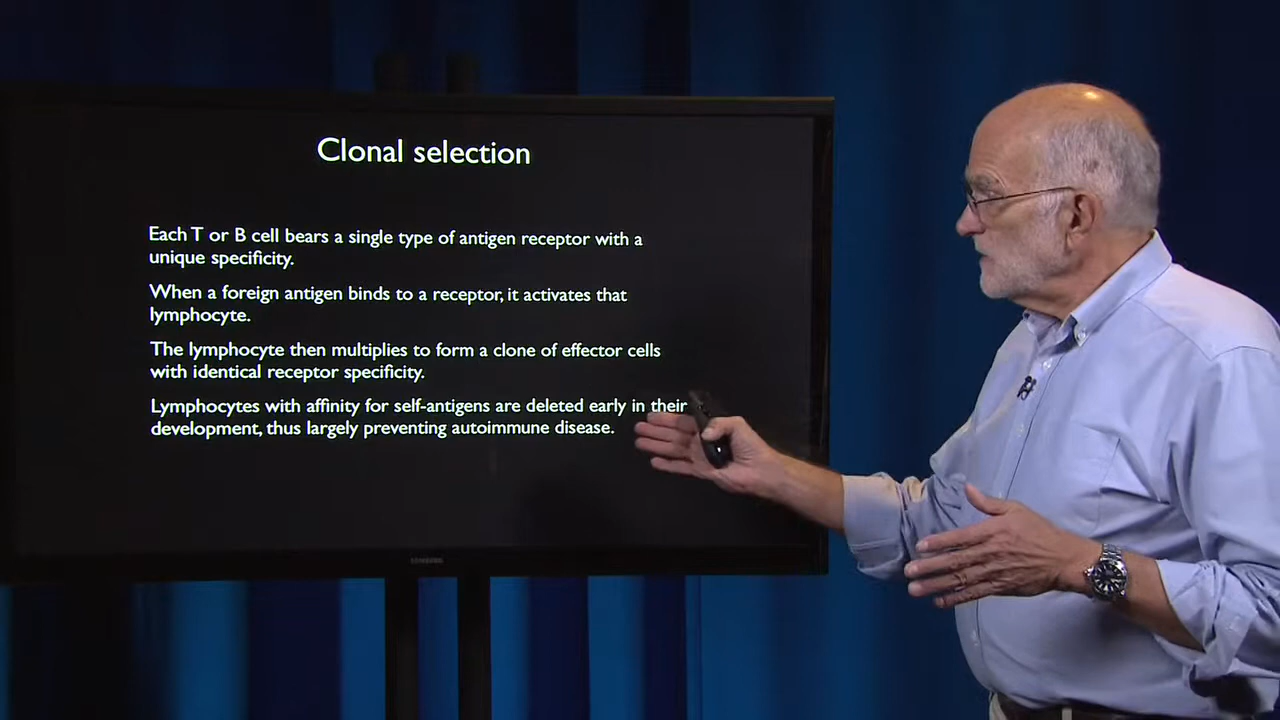 Clonal selection
Each T or B cell bears a single type of antigen receptor with a
unique specificity.
When a foreign antigen binds to a receptor, it activates that
lymphocyte.
The lymphocyte then multiplies to form a clone of effector cells
with identical receptor specificity.
Lymphocytes with affinity for self-antigens are deleted early in their
development, thus largely preventing autoimmune disease.
SAMSUNG